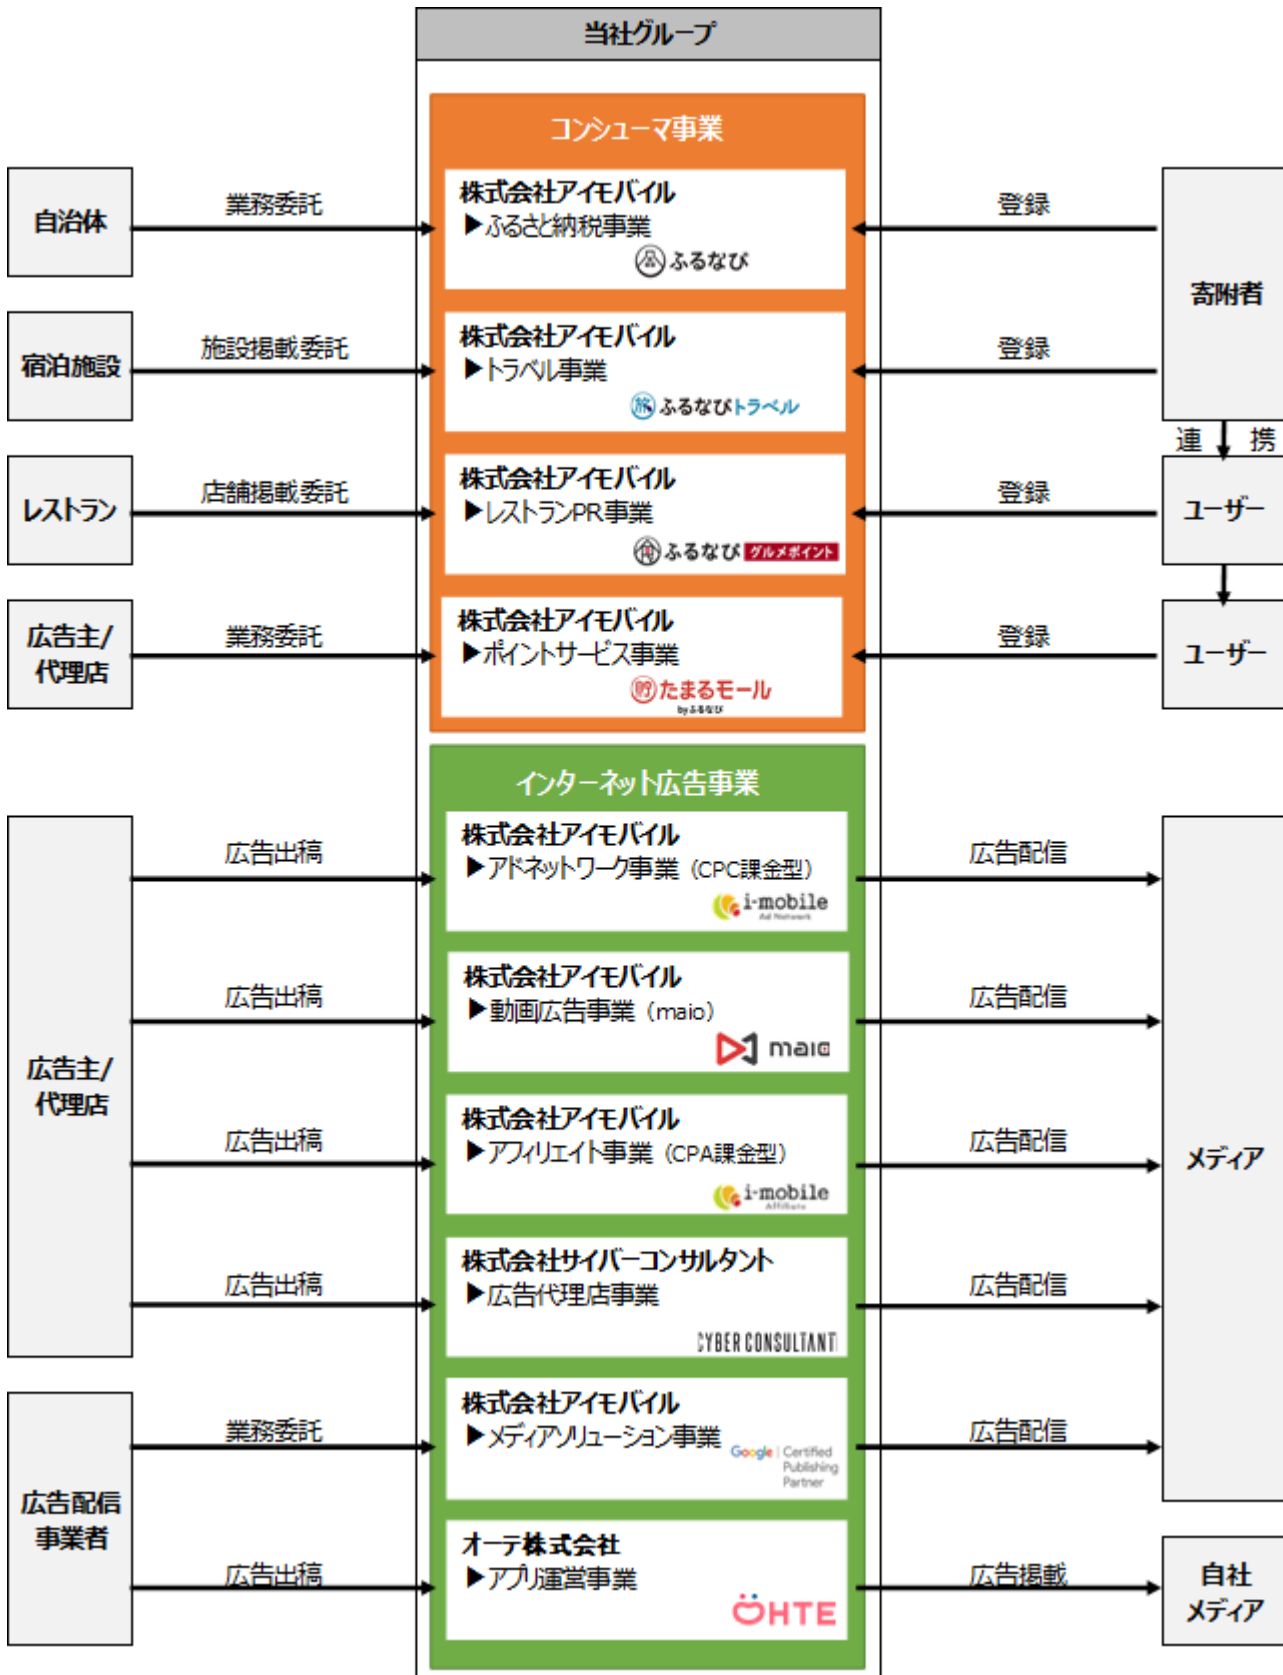 当社グループ
コンシューマ事業
自治体
業務委託
株式会社アイモバイル
▶ふるさと納税事業
ふるなび
登録
寄附者
宿泊施設
施設掲載委託
株式会社アイモバイル
▶トラベル事業
ふるなびトラベル
登録
連 携
レストラン
店舗掲載委託
株式会社アイモバイル
▶レストランPR事業
ふるなび グルメポイント
登録
ユーザー
広告主/
代理店
業務委託
株式会社アイモバイル
▶ポイントサービス事業
貯 たまるモール
by ふるなび
登録
ユーザー
インターネット広告事業
広告主/
代理店
広告出稿
株式会社アイモバイル
▶アドネットワーク事業（CPC課金型）
i-mobile
Ad Network
広告配信
メディア
広告出稿
株式会社アイモバイル
▶動画広告事業（maio）
maio
広告配信
広告出稿
株式会社アイモバイル
▶アフィリエイト事業（CPA課金型）
i-mobile
Affiliate
広告配信
広告出稿
株式会社サイバーコンサルタント
▶広告代理店事業
CYBER CONSULTANT
広告配信
広告配信
事業者
業務委託
株式会社アイモバイル
▶メディアソリューション事業
Google | Certified
Publishing
Partner
広告配信
広告出稿
オーテ株式会社
▶アプリ運営事業
OHTE
広告掲載
自社
メディア